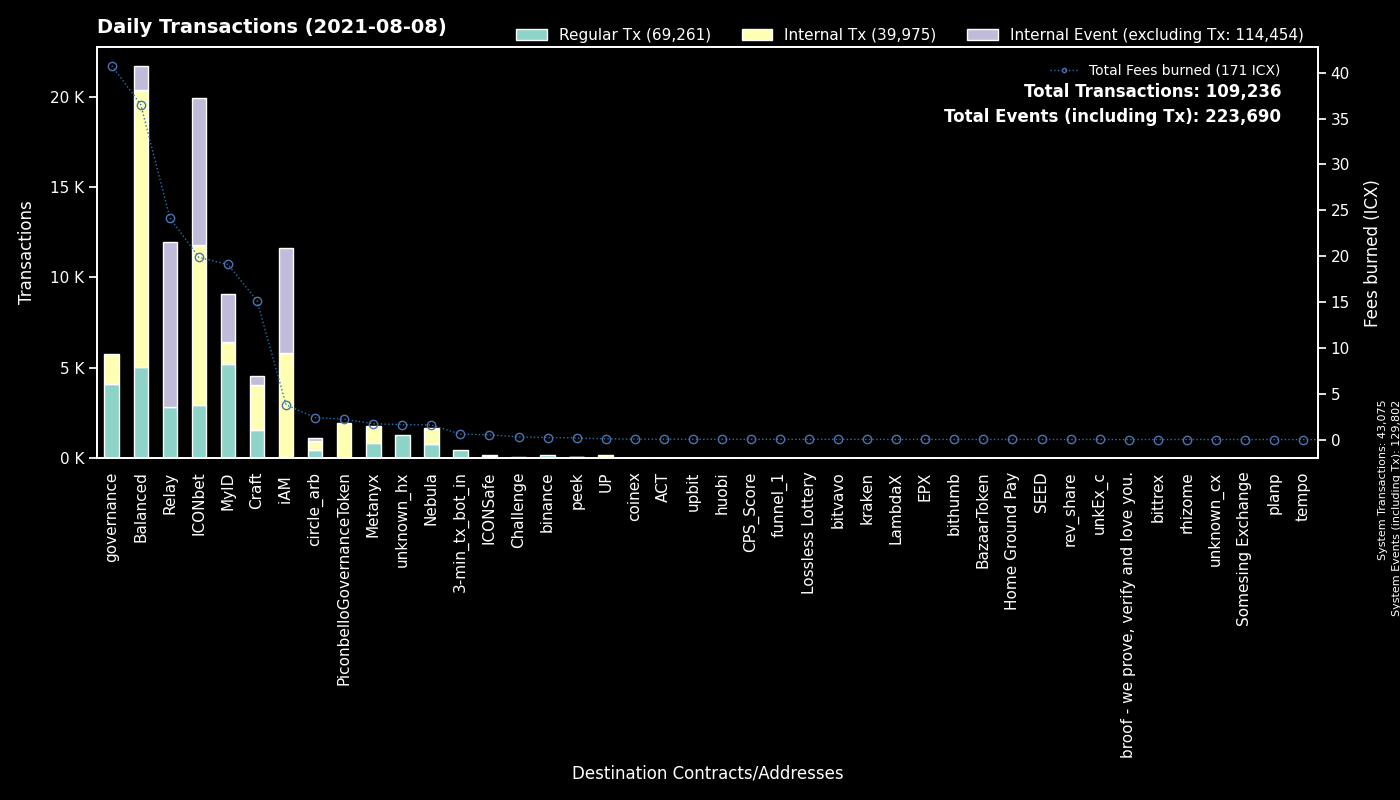 Daily Transactions (2021-08-08)
Regular Tx (69,261)
Internal Tx (39,975)
Internal Event (excluding Tx: 114,454)
Total Fees burned (171 ICX)
Total Transactions: 109,236
Total Events (including Tx): 223,690
Transactions
20 K
15 K
10 K
5 K
0 K
40
35
30
25
20
15
10
5
0
Fees burned (ICX)
System Transactions: 43,075
System Events (including Tx): 129,802
governance
Balanced
Relay
ICONbet
MyID
Craft
iAM
circle_arb
PiconbelloGovernanceToken
Metanyx
unknown_hx
Nebula
3-min_tx_bot_in
ICONSafe
Challenge
binance
peek
UP
coinex
ACT
upbit
huobi
CPS_Score
funnel_1
Lossless Lottery
bitvavo
kraken
LambdaX
EPX
bithumb
BazaarToken
Home Ground Pay
SEED
rev_share
unkEx_c
broof - we prove, verify and love you.
bittrex
rhizome
unknown_cx
Somesing Exchange
planp
tempo
Destination Contracts/Addresses